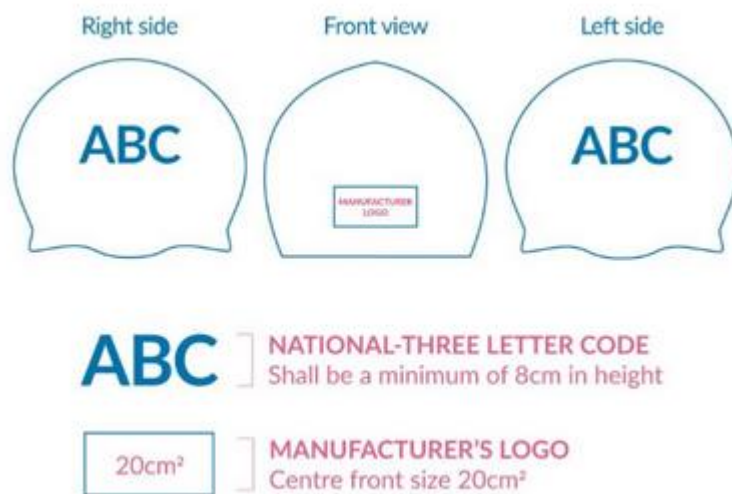 Right side
Front view
Left side
ABC
MANUFACTURER
LOGO
ABC
ABC
NATIONAL-THREE LETTER CODE
Shall be a minimum of 8cm in height
20cm²
MANUFACTURER'S LOGO
Centre front size 20cm²